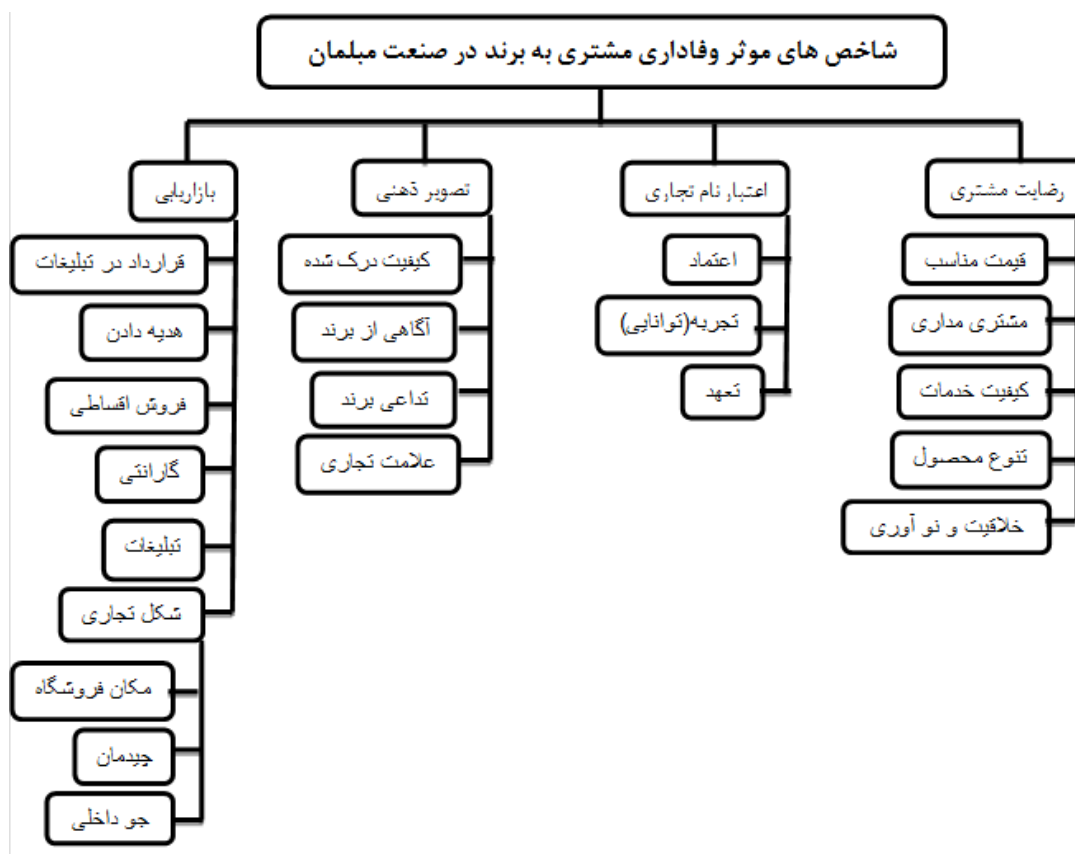 شاخص های موثر وفاداری مشتری به برند در صنعت مبلمان
رضایت مشتری
قیمت مناسب
مشتری مداری
کیفیت خدمات
تنوع محصول
خلاقیت و نو آوری
اعتبار نام تجاری
اعتماد
تجربه(توانایی)
تعهد
تصویر ذهنی
کیفیت درک شده
آگاهی از برند
تداعی برند
علامت تجاری
بازاریابی
قرارداد در تبلیغات
هدیه دادن
فروش اقساطی
گارانتی
تبلیغات
شکل تجاری
مکان فروشگاه
چیدمان
جو داخلی